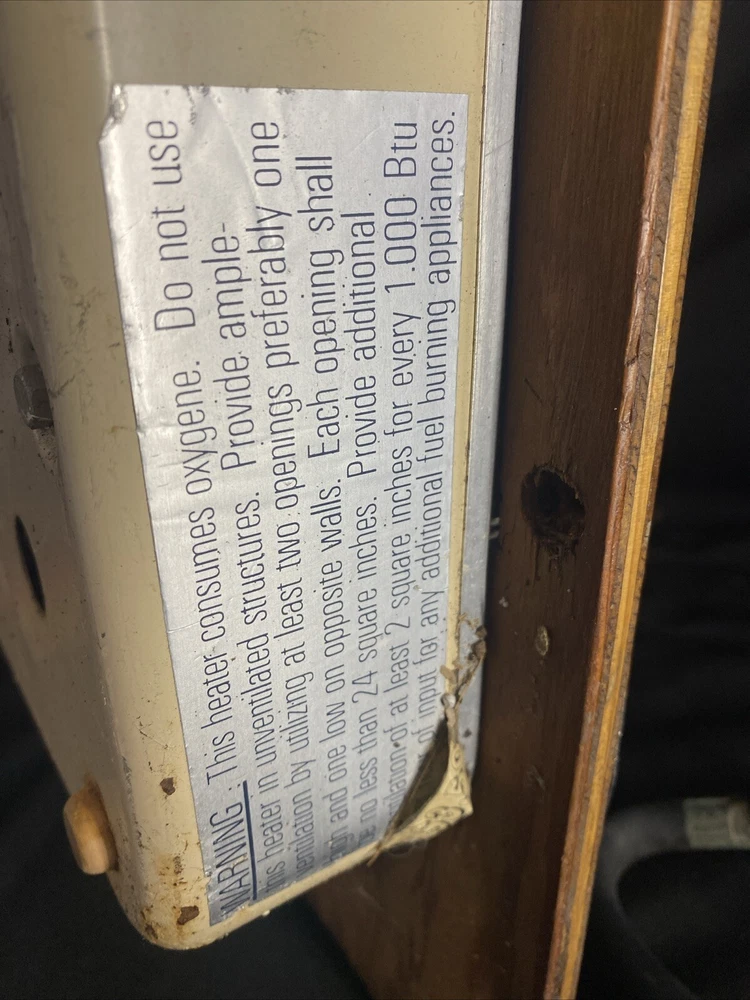 WARNING: This heater consumes oxygene. Do not use
this heater in unventilated structures. Provide ample-
ventilation by utilizing at least two openings preferably one
and one low on opposite walls. Each opening shall
no less than 24 square inches. Provide additional
of at least 2 square inches for every 1.000 Btu
of input for any additional fuel burning appliances.